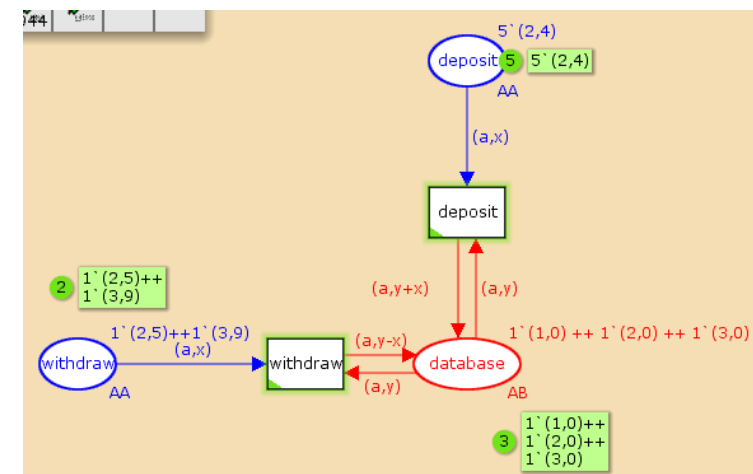 5`(2,4)
deposit
5
5`(2,4)
AA
(a,x)
deposit
(a,y+x)
(a,y)
2
1`(2,5)++
1`(3,9)
1`(2,5)++1`(3,9)
(a,x)
withdraw
AA
withdraw
(a,y-x)
(a,y)
database
1`(1,0) ++ 1`(2,0) ++ 1`(3,0)
AB
3
1`(1,0)++
1`(2,0)++
1`(3,0)